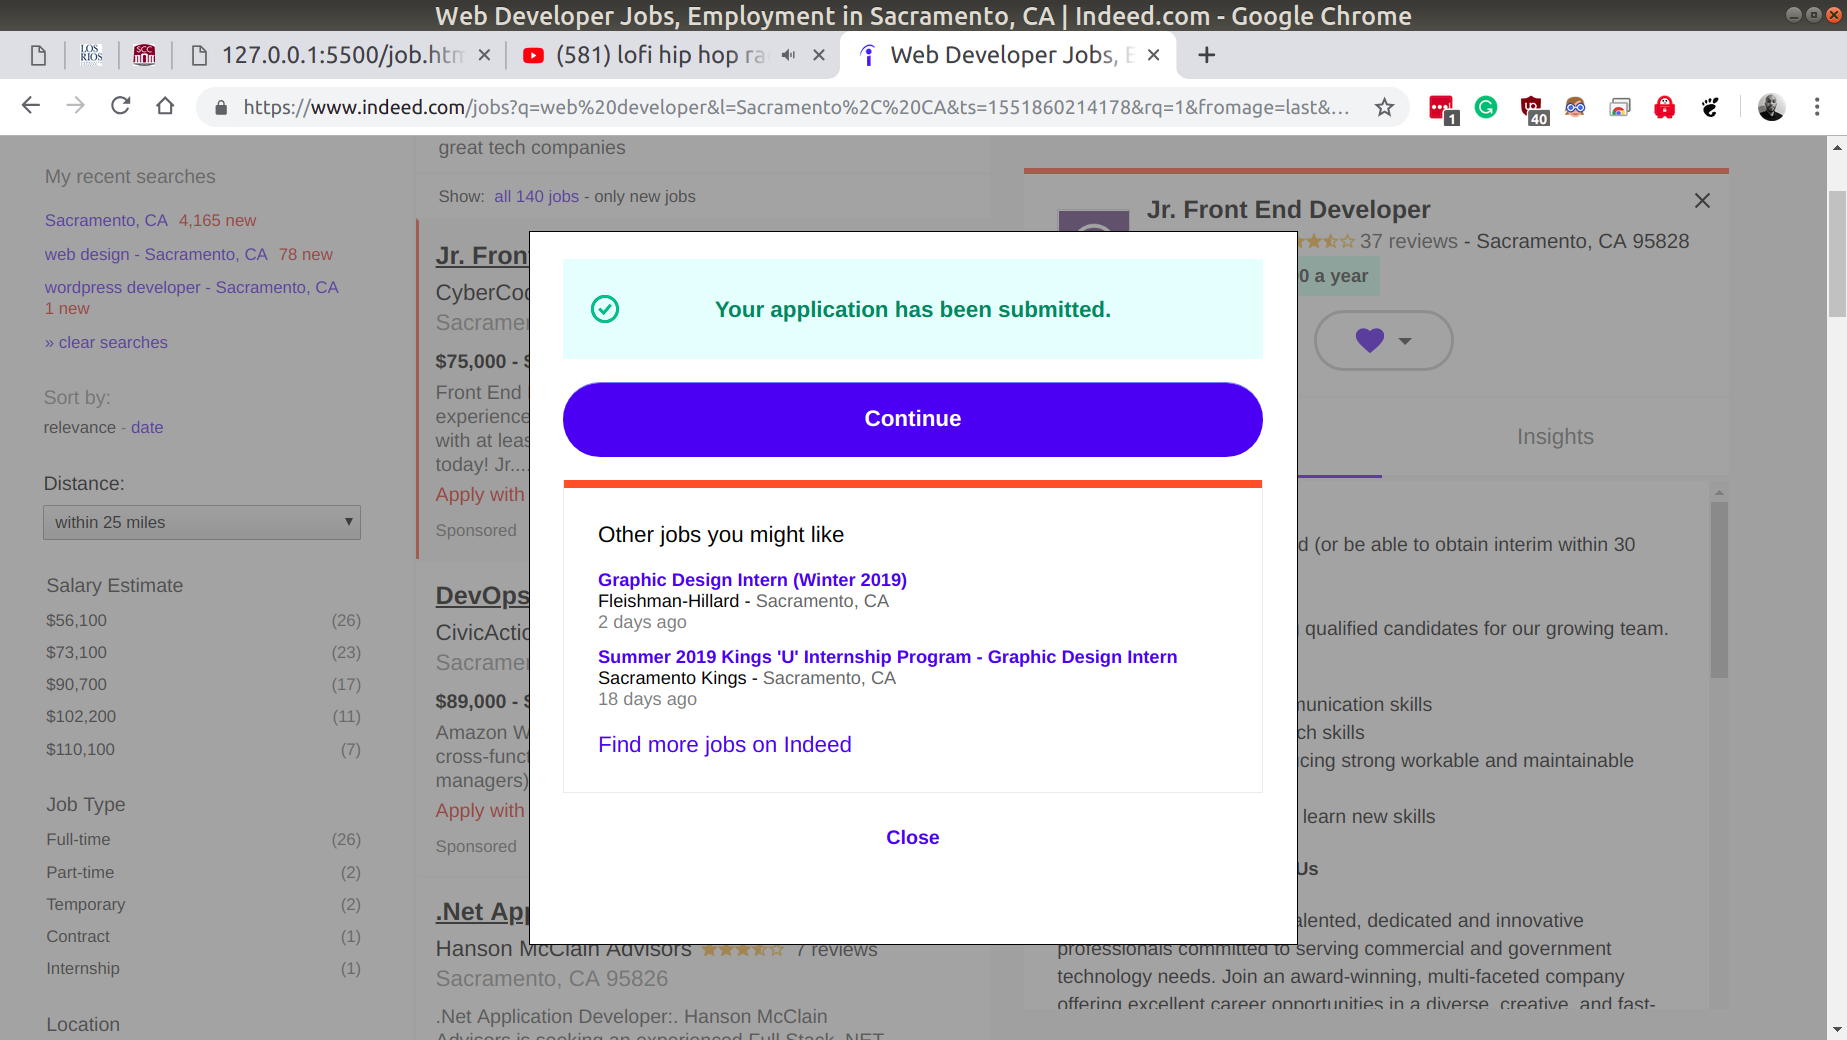 Web Developer Jobs, Employment in Sacramento, CA | Indeed.com - Google Chrome
LOS RIOS
SCC
127.0.0.1:5500/job.htm
(581) lofi hip hop ra
Web Developer Jobs, E
https://www.indeed.com/jobs?q=web%20developer&l=Sacramento%2C%20CA&ts=1551860214178&rq=1&fromage=last&...
1
40
My recent searches
Sacramento, CA 4,165 new
web design - Sacramento, CA 78 new
wordpress developer - Sacramento, CA
1 new
» clear searches
Sort by:
relevance - date
Distance:
within 25 miles
Salary Estimate
$56,100 (26)
$73,100 (23)
$90,700 (17)
$102,200 (11)
$110,100 (7)
Job Type
Full-time (26)
Part-time (2)
Temporary (2)
Contract (1)
Internship (1)
Location
great tech companies
Show: all 140 jobs - only new jobs
Jr. Fron
CyberCo
Sacrame
$75,000 -
Front End
experience
with at leas
today! Jr....
Apply with
Sponsored
DevOps
CivicActio
Sacrame
$89,000 -
Amazon W
cross-funct
managers)
Apply with
Sponsored
.Net App
Hanson McClain Advisors 7 reviews
Sacramento, CA 95826
.Net Application Developer:. Hanson McClain
Advisors is seeking an experienced Full Stack .NET
Your application has been submitted.
Continue
Other jobs you might like
Graphic Design Intern (Winter 2019)
Fleishman-Hillard - Sacramento, CA
2 days ago
Summer 2019 Kings 'U' Internship Program - Graphic Design Intern
Sacramento Kings - Sacramento, CA
18 days ago
Find more jobs on Indeed
Close
Jr. Front End Developer
37 reviews - Sacramento, CA 95828
0 a year
Insights
d (or be able to obtain interim within 30
qualified candidates for our growing team.
munication skills
ch skills
cing strong workable and maintainable
learn new skills
Us
alented, dedicated and innovative
professionals committed to serving commercial and government
technology needs. Join an award-winning, multi-faceted company
offering excellent career opportunities in a diverse, creative, and fast-